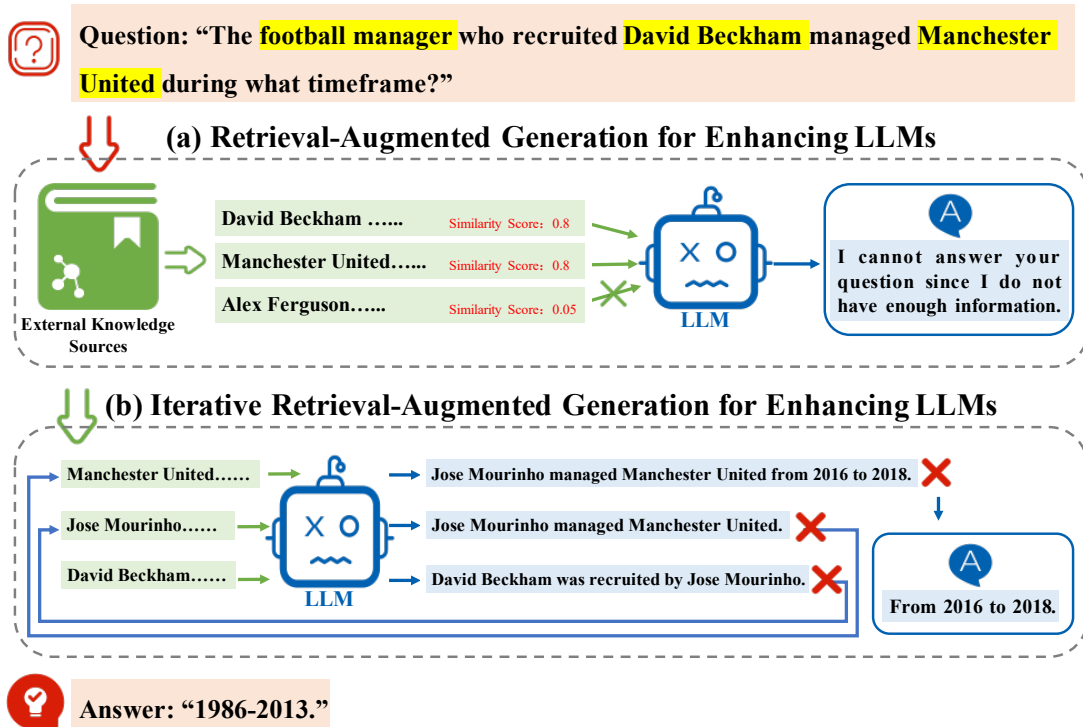 Question: “The football manager who recruited David Beckham managed Manchester
United during what timeframe?”
(a) Retrieval-Augmented Generation for Enhancing LLMs
External Knowledge
Sources
David Beckham …... Similarity Score：0.8
Manchester United…... Similarity Score：0.8
Alex Ferguson…... Similarity Score：0.05
X O
LLM
A
I cannot answer your
question since I do not
have enough information.
(b) Iterative Retrieval-Augmented Generation for Enhancing LLMs
Manchester United……
Jose Mourinho……
David Beckham……
X O
LLM
Jose Mourinho managed Manchester United from 2016 to 2018.
Jose Mourinho managed Manchester United.
David Beckham was recruited by Jose Mourinho.
A
From 2016 to 2018.
Answer: “1986-2013.”